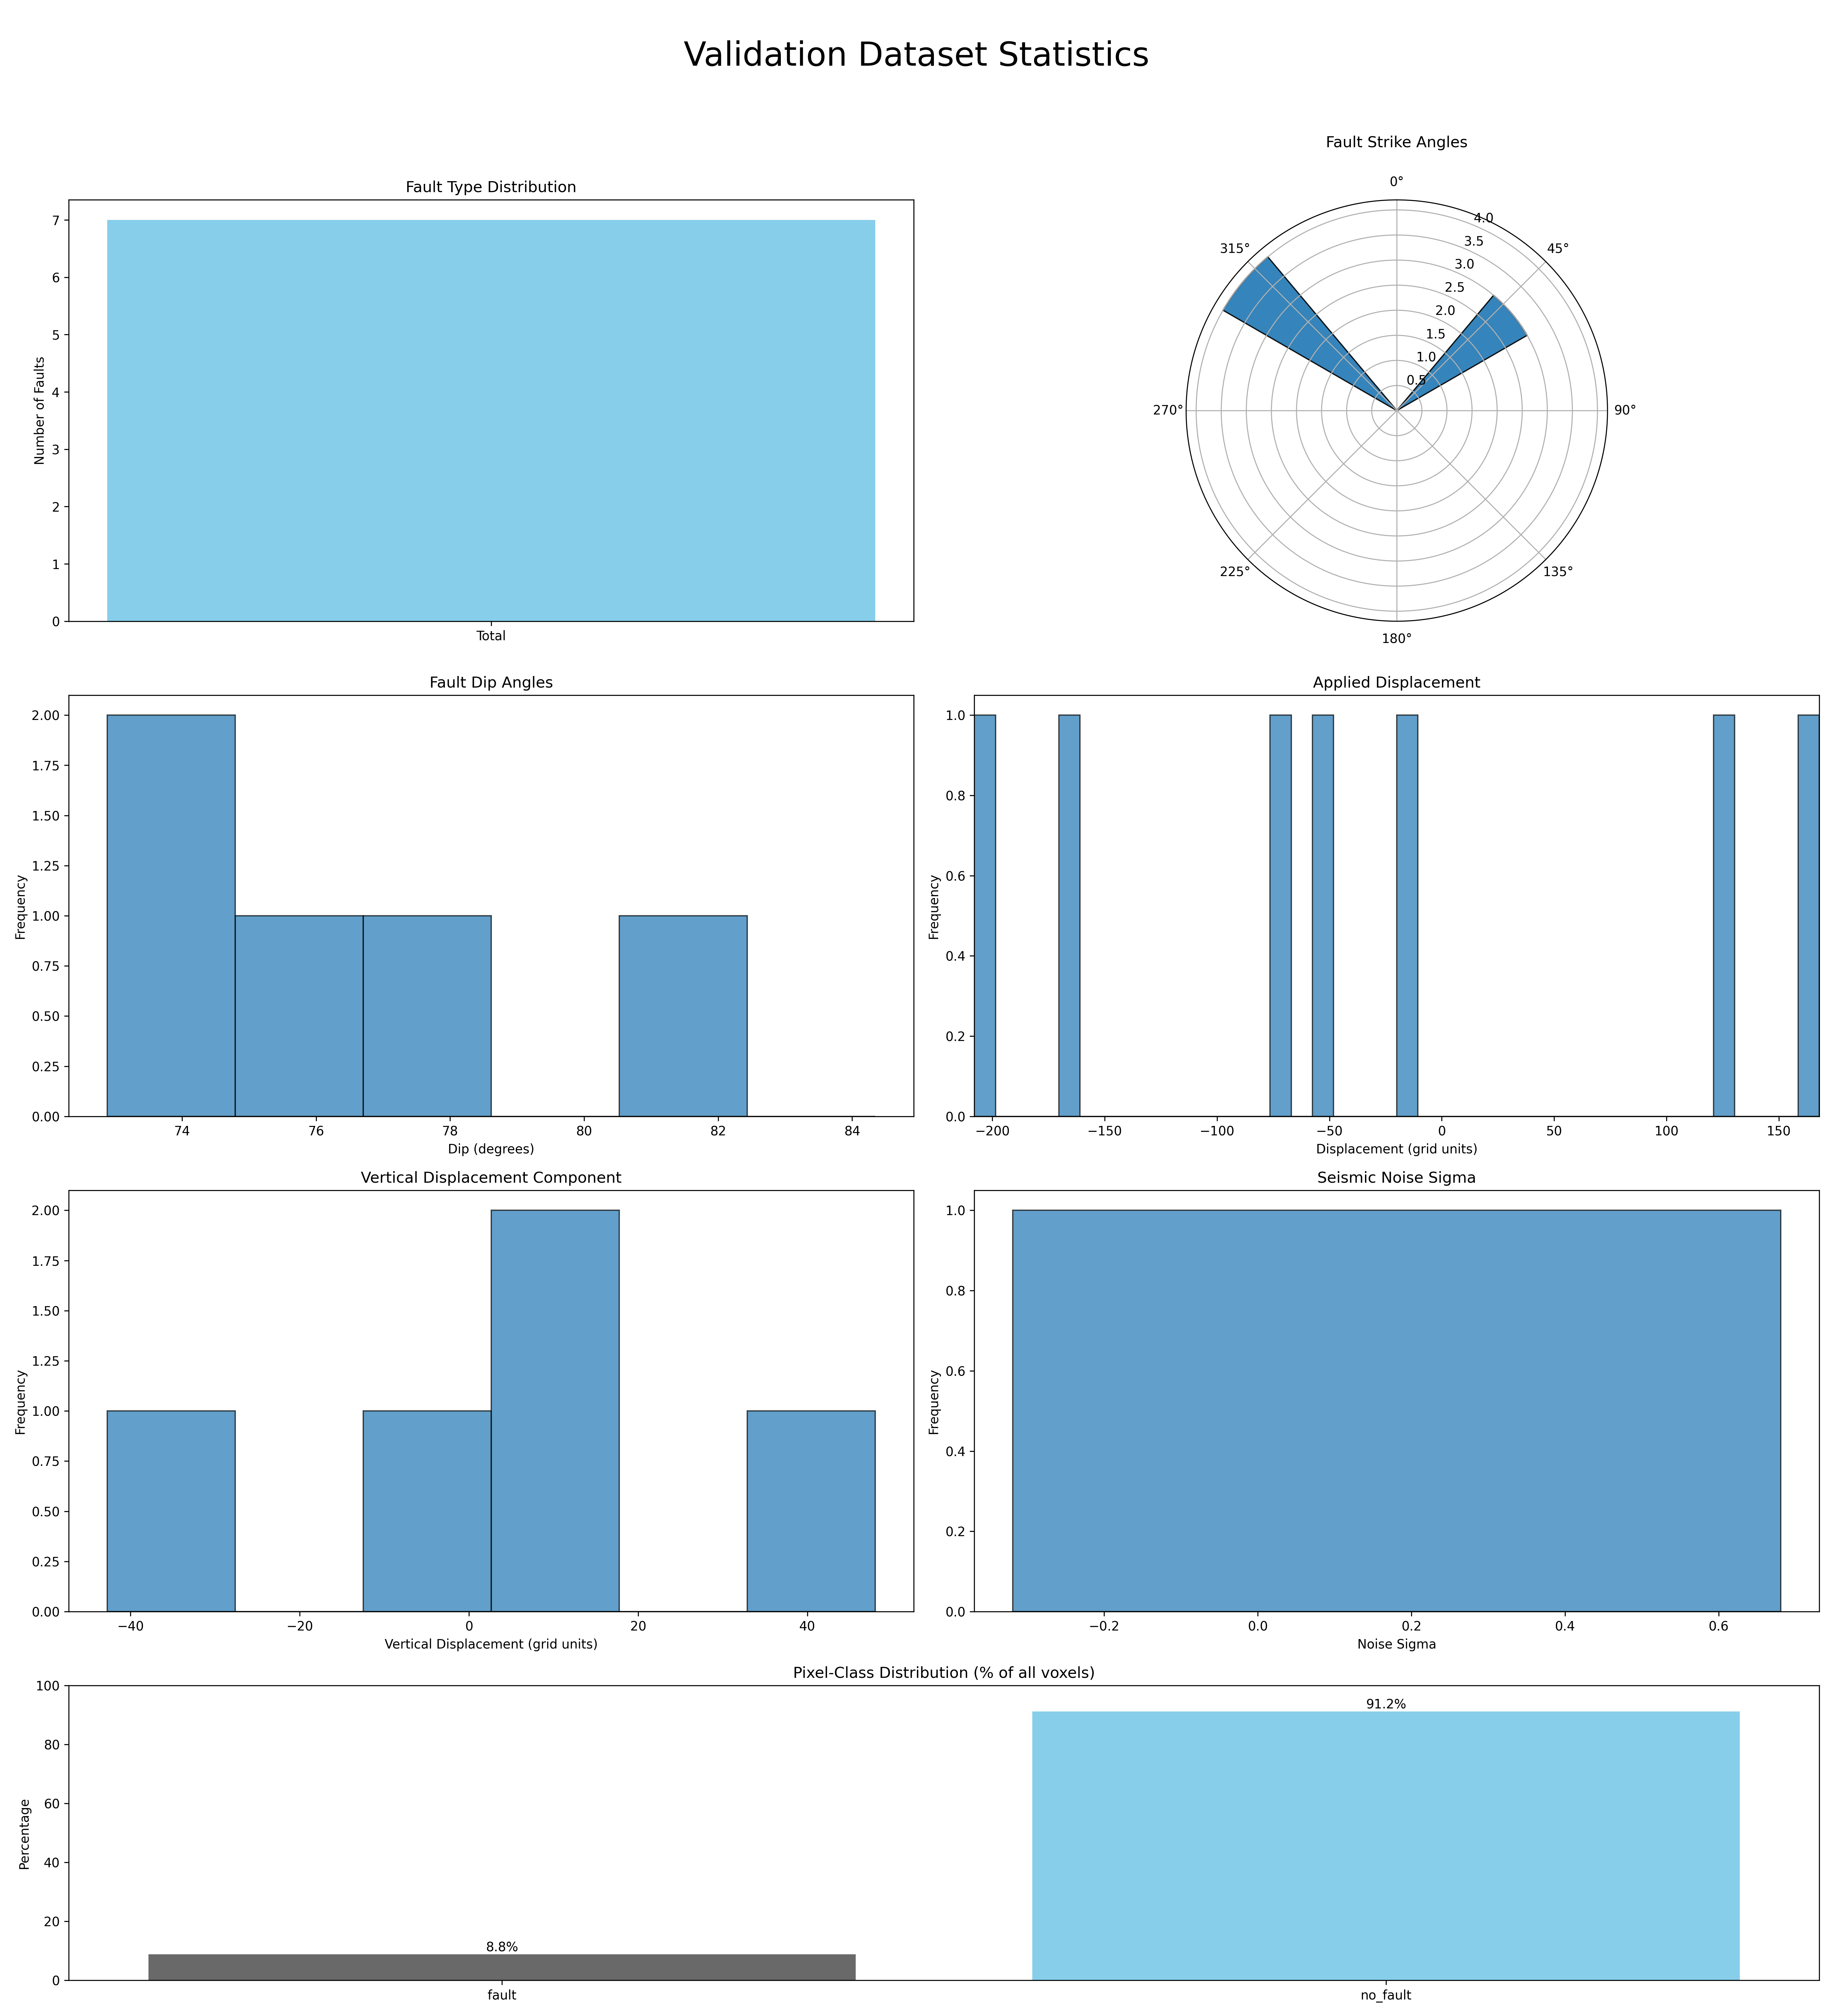 Validation Dataset Statistics
Fault Type Distribution
Number of Faults
7
6
5
4
3
2
1
0
Total
Fault Strike Angles
0°
45°
90°
135°
180°
225°
270°
315°
4.0
3.5
3.0
2.5
2.0
1.5
1.0
0.5
Fault Dip Angles
Frequency
2.00
1.75
1.50
1.25
1.00
0.75
0.50
0.25
0.00
74 76 78 80 82 84
Dip (degrees)
Applied Displacement
Frequency
1.0
0.8
0.6
0.4
0.2
0.0
−200 −150 −100 −50 0 50 100 150
Displacement (grid units)
Vertical Displacement Component
Frequency
2.00
1.75
1.50
1.25
1.00
0.75
0.50
0.25
0.00
−40 −20 0 20 40
Vertical Displacement (grid units)
Seismic Noise Sigma
Frequency
1.0
0.8
0.6
0.4
0.2
0.0
−0.2 0.0 0.2 0.4 0.6
Noise Sigma
Pixel-Class Distribution (% of all voxels)
Percentage
100
80
60
40
20
0
8.8%
91.2%
fault no_fault